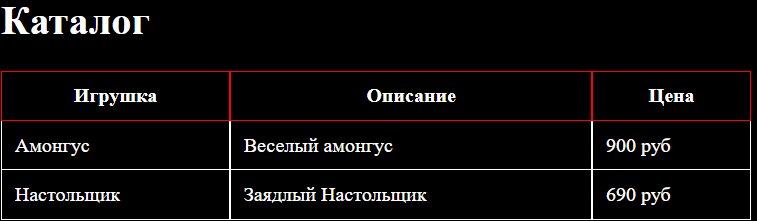 Каталог
Игрушка Описание Цена
Амонгус Веселый амонгус 900 руб
Настольщик Заядлый Настольщик 690 руб